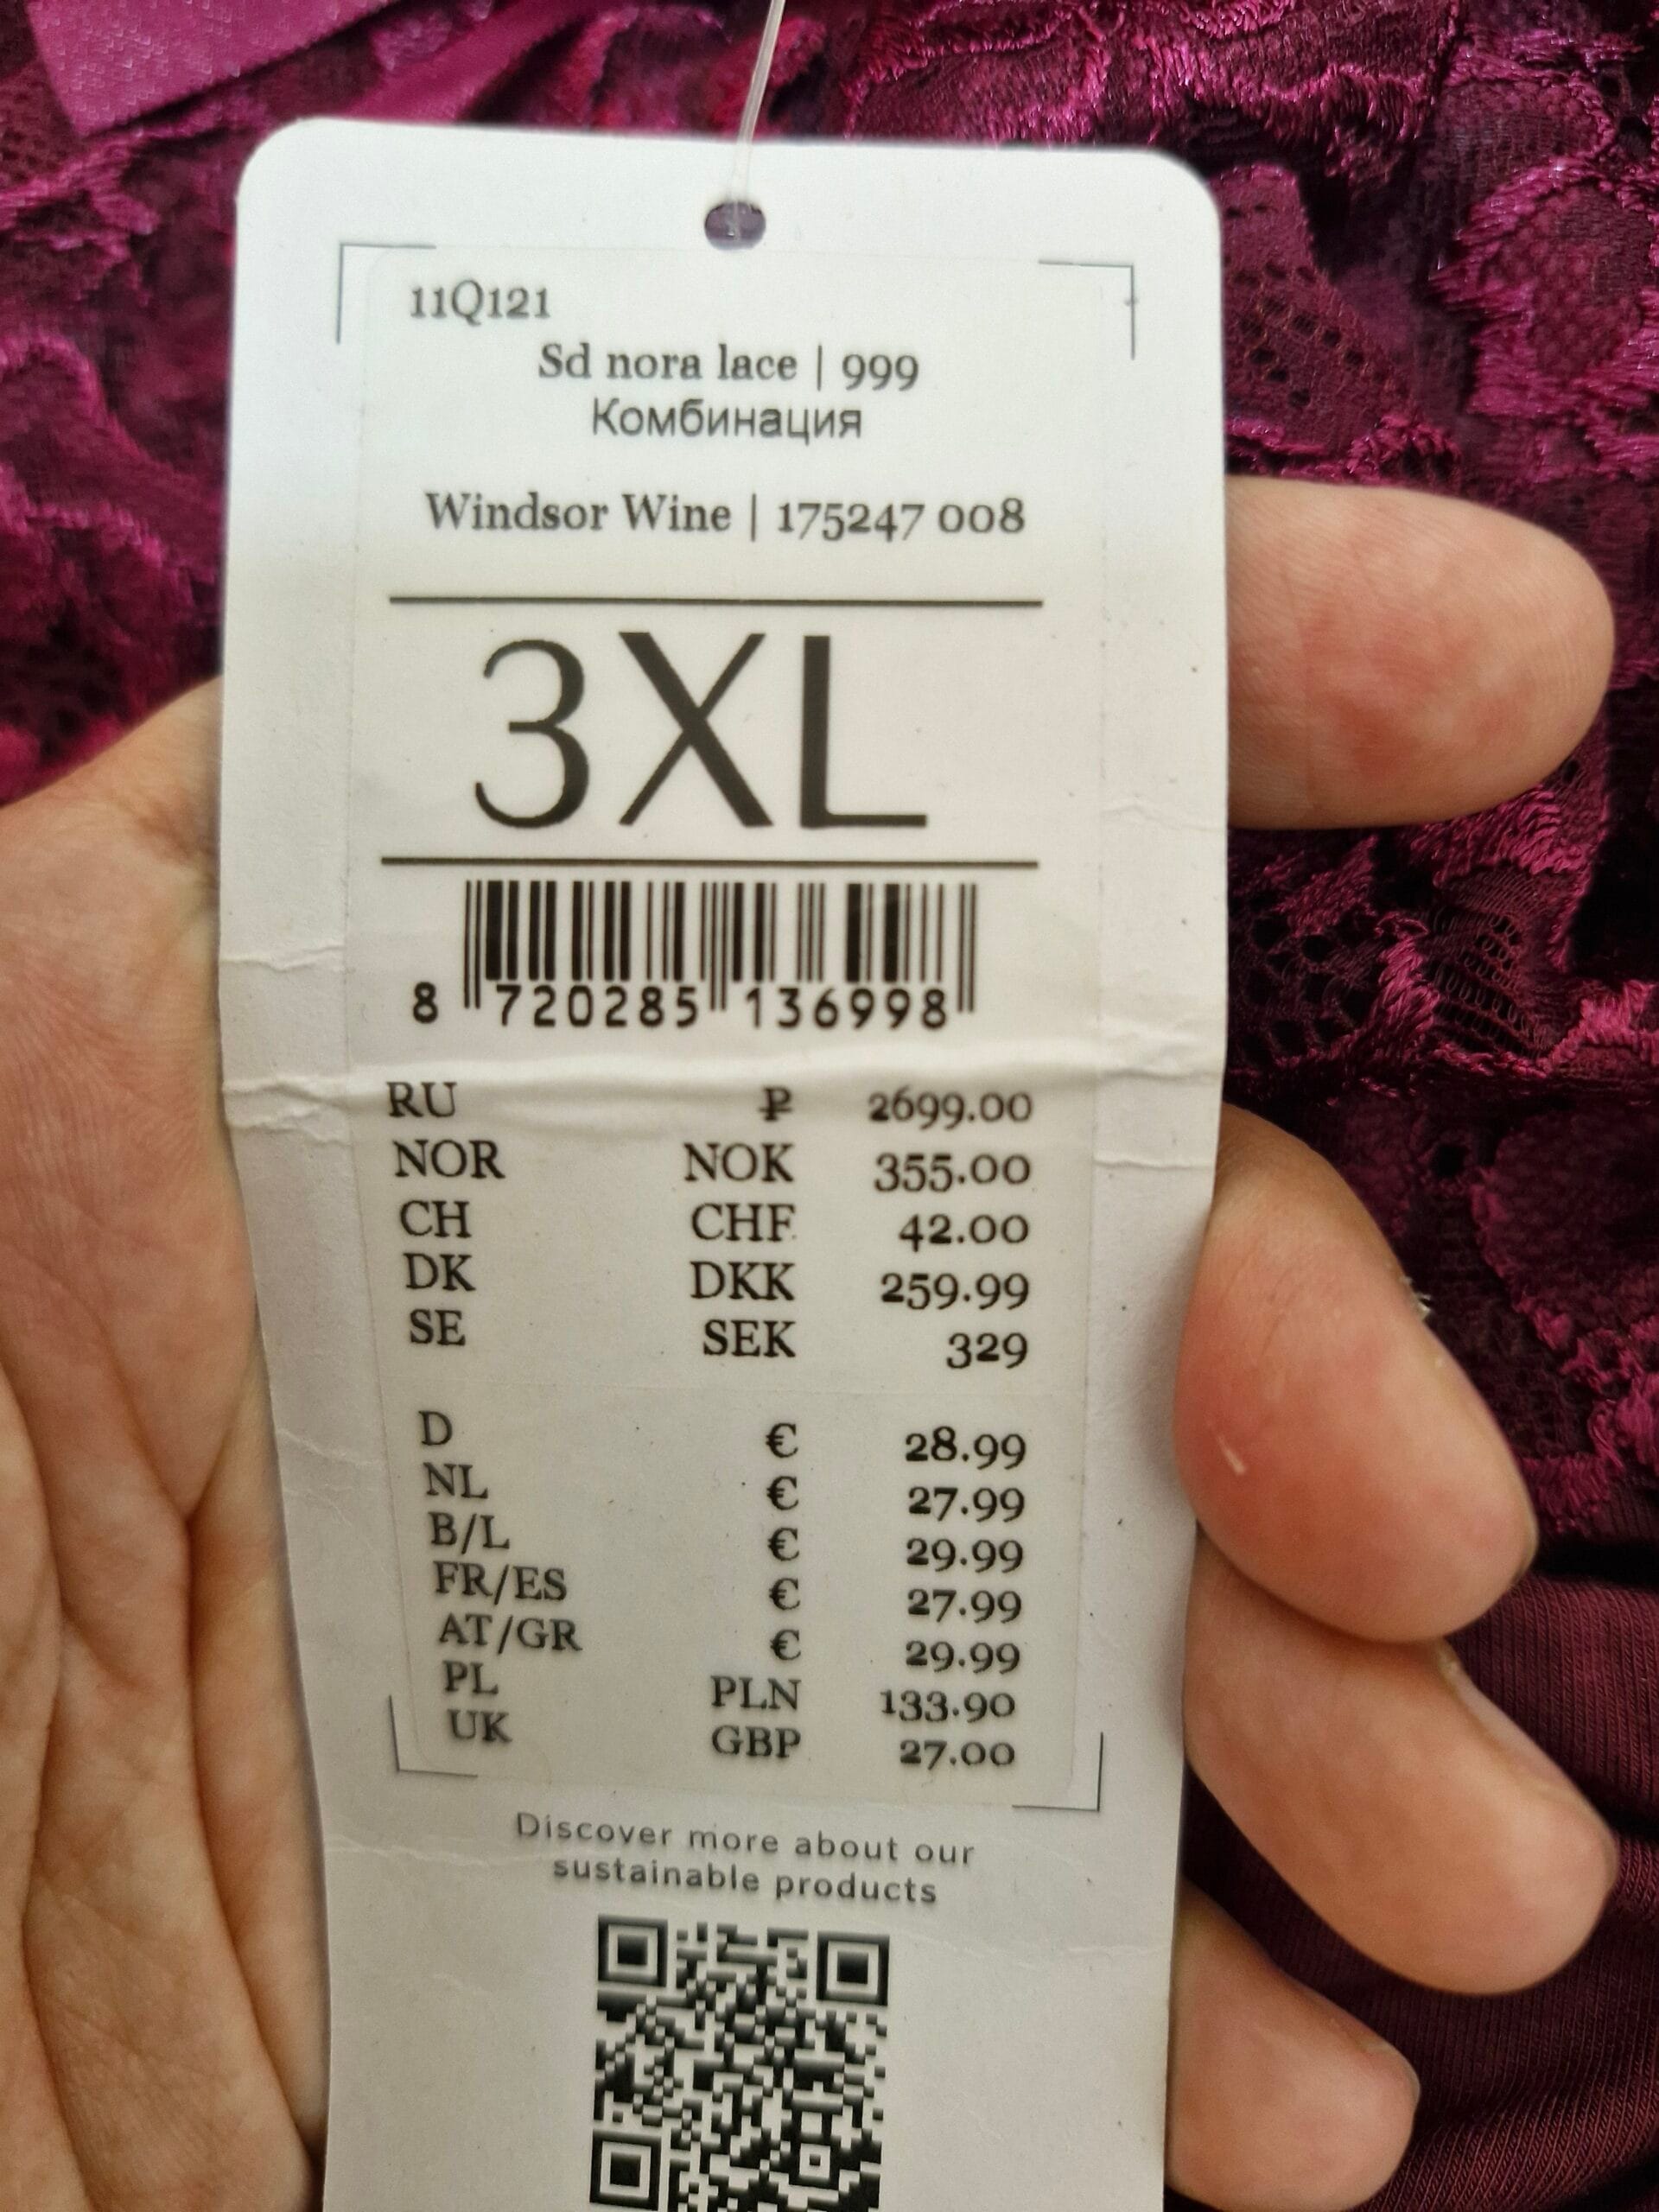 11Q121
Sd nora lace | 999
Комбинация
Windsor Wine | 175247 008
3XL
8 720285 136998
RU ₽ 2699.00
NOR NOK 355.00
CH CHF 42.00
DK DKK 259.99
SE SEK 329
D € 28.99
NL € 27.99
B/L € 29.99
FR/ES € 27.99
AT/GR € 29.99
PL PLN 133.90
UK GBP 27.00
Discover more about our
sustainable products